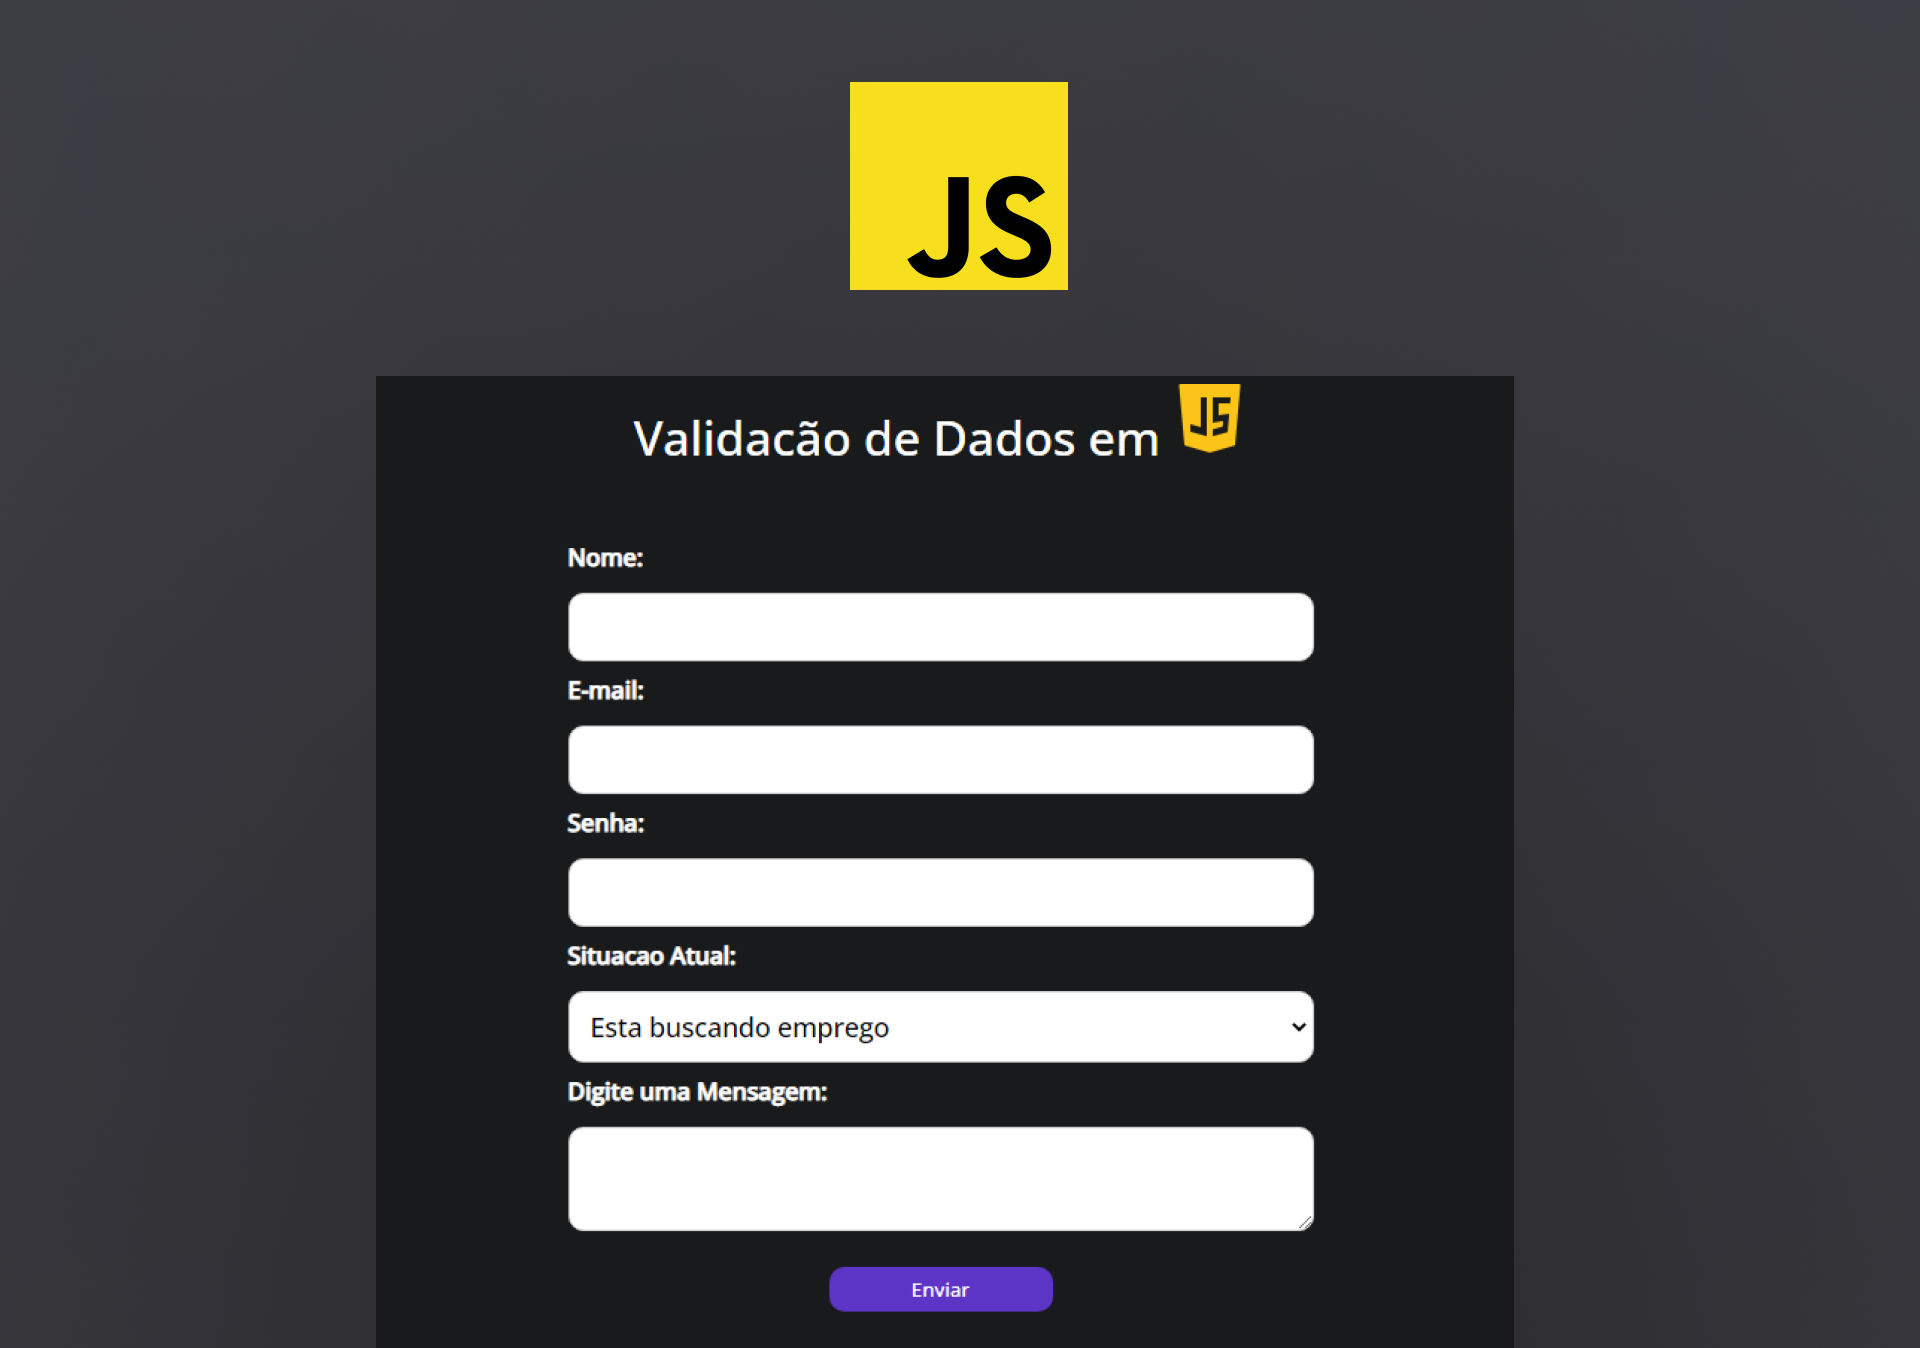 JS
Validacão de Dados em JS
Nome:
E-mail:
Senha:
Situacao Atual:
Esta buscando emprego
Digite uma Mensagem:
Enviar